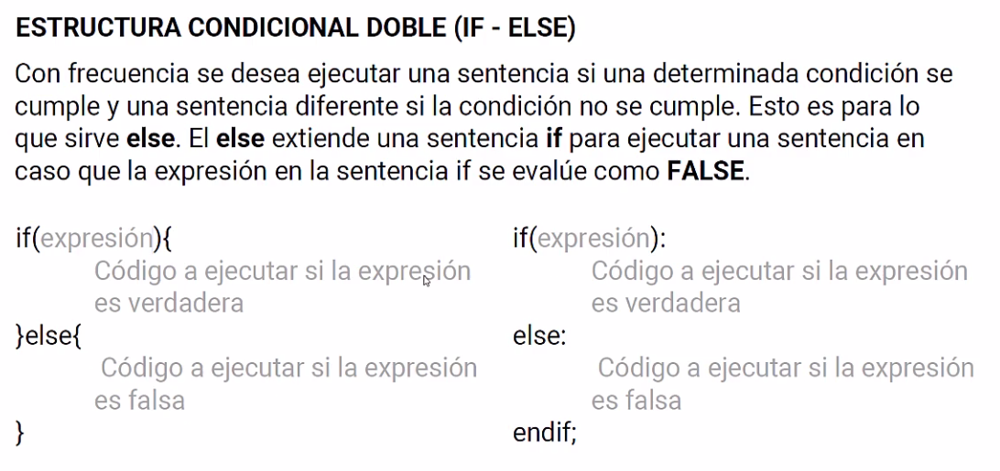 ESTRUCTURA CONDICIONAL DOBLE (IF - ELSE)
Con frecuencia se desea ejecutar una sentencia si una determinada condición se
cumple y una sentencia diferente si la condición no se cumple. Esto es para lo
que sirve else. El else extiende una sentencia if para ejecutar una sentencia en
caso que la expresión en la sentencia if se evalúe como FALSE.
if(expresión){
Código a ejecutar si la expresión
es verdadera
}else{
Código a ejecutar si la expresión
es falsa
}
if(expresión):
Código a ejecutar si la expresión
es verdadera
else:
Código a ejecutar si la expresión
es falsa
endif;